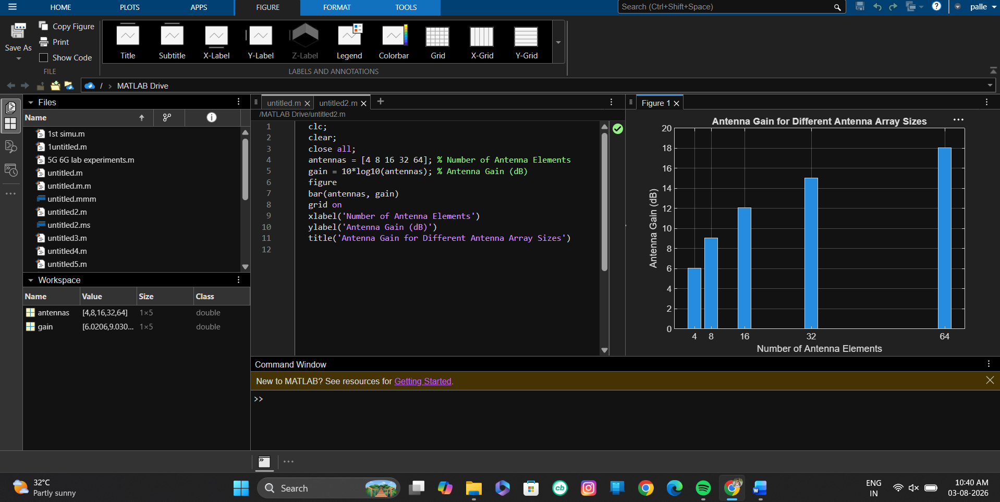 HOME PLOTS APPS FIGURE FORMAT TOOLS Search (Ctrl+Shift+Space) ? palle
Save As
Copy Figure
Print
Show Code
FILE
Title Subtitle X-Label Y-Label Z-Label Legend Colorbar Grid X-Grid Y-Grid
LABELS AND ANNOTATIONS
/ > MATLAB Drive
Files
Name
1st simu.m
1untitled.m
5G 6G lab experiments.m
untitled.m
untitled.m.m
untitled.mmm
untitled2.m
untitled2.ms
untitled3.m
untitled4.m
untitled5.m
Workspace
Name Value Size Class
antennas [4,8,16,32,64] 1×5 double
gain [6.0206,9.030... 1×5 double
untitled.m untitled2.m
/MATLAB Drive/untitled2.m
1 clc;
2 clear;
3 close all;
4 antennas = [4 8 16 32 64]; % Number of Antenna Elements
5 gain = 10*log10(antennas); % Antenna Gain (dB)
6 figure
7 bar(antennas, gain)
8 grid on
9 xlabel('Number of Antenna Elements')
10 ylabel('Antenna Gain (dB)')
11 title('Antenna Gain for Different Antenna Array Sizes')
12
Figure 1
Antenna Gain for Different Antenna Array Sizes
Antenna Gain (dB)
20
18
16
14
12
10
8
6
4
2
0
4 8 16 32 64
Number of Antenna Elements
Command Window
New to MATLAB? See resources for Getting Started.
>>
32°C
Partly sunny
Search
cb
W
ENG
IN
10:40 AM
03-08-2026